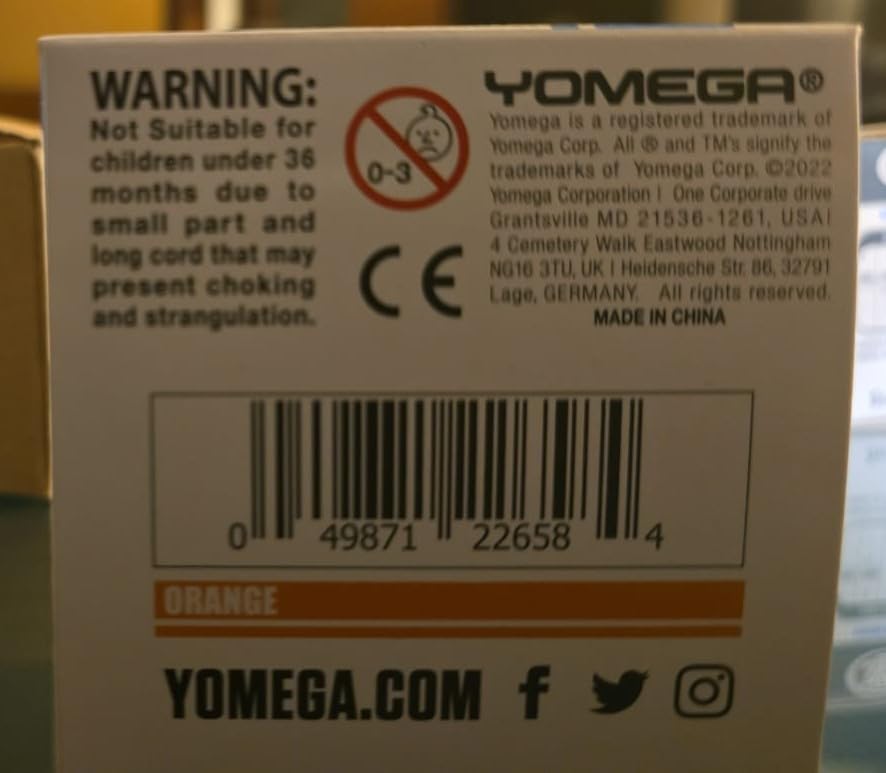 WARNING:
Not Suitable for
children under 36
months due to
small part and
long cord that may
present choking
and strangulation.
0-3
CE
YOMEGA®
Yomega is a registered trademark of
Yomega Corp. All ® and TM's signify the
trademarks of Yomega Corp. ©2022
Yomega Corporation | One Corporate drive
Grantsville MD 21536-1261, USA|
4 Cemetery Walk Eastwood Nottingham
NG16 3TU, UK | Heidensche Str. 86, 32791
Lage, GERMANY. All rights reserved.
MADE IN CHINA
0 49871 22658 4
ORANGE
YOMEGA.COM f